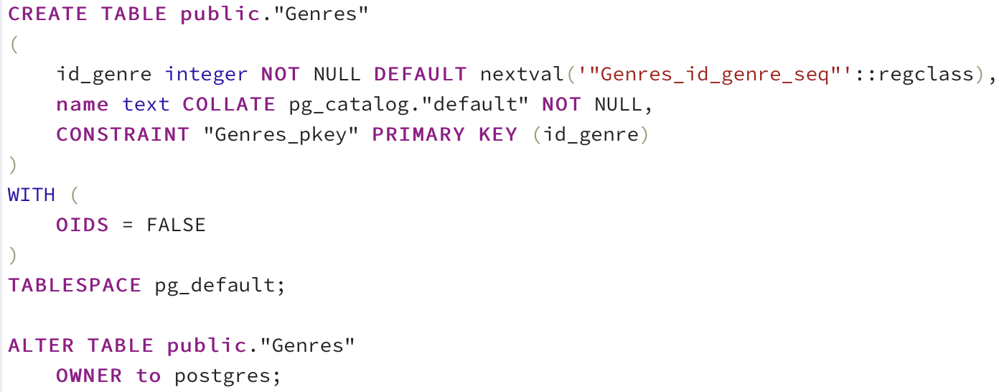 CREATE TABLE public."Genres"
(
    id_genre integer NOT NULL DEFAULT nextval('"Genres_id_genre_seq"'::regclass),
    name text COLLATE pg_catalog."default" NOT NULL,
    CONSTRAINT "Genres_pkey" PRIMARY KEY (id_genre)
)
WITH (
    OIDS = FALSE
)
TABLESPACE pg_default;

ALTER TABLE public."Genres"
    OWNER to postgres;